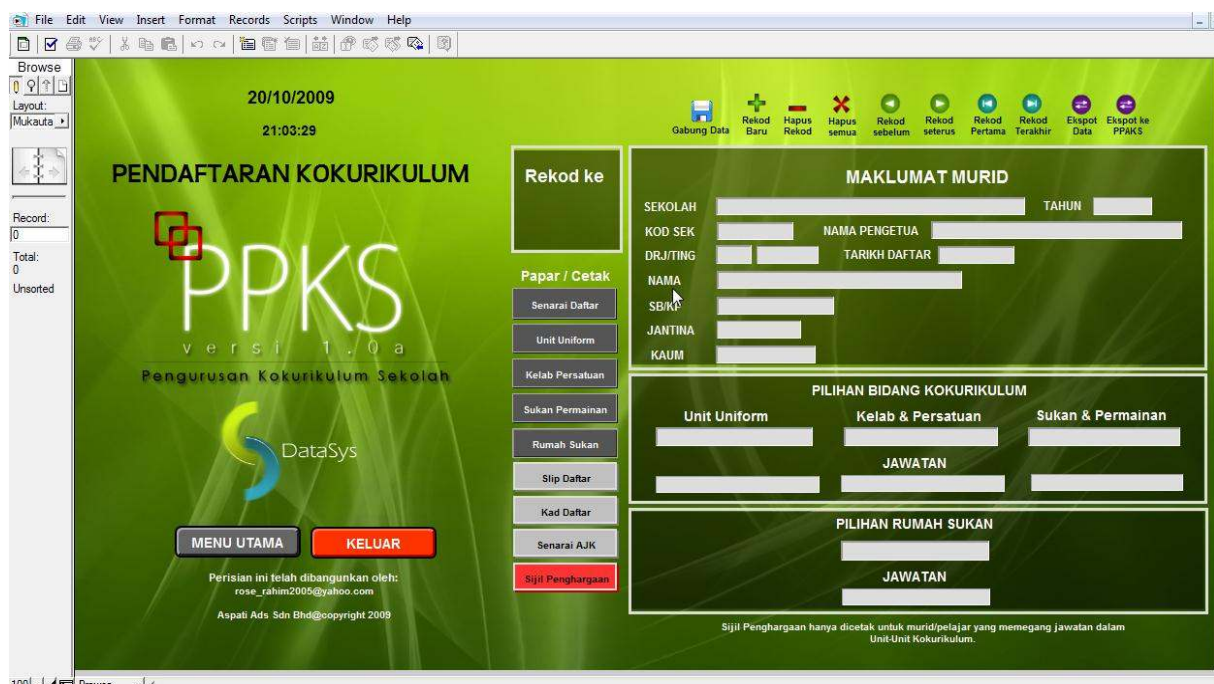 File Edit View Insert Format Records Scripts Window Help
Browse
Layout:
Mukauta
Record:
0
Total:
0
Unsorted
20/10/2009
21:03:29
PENDAFTARAN KOKURIKULUM
PPKS
versi 1.0a
Pengurusan Kokurikulum Sekolah
DataSys
MENU UTAMA
KELUAR
Perisian ini telah dibangunkan oleh:
rose_rahim2005@yahoo.com
Aspati Ads Sdn Bhd@copyright 2009
Rekod ke
Papar / Cetak
Senarai Daftar
Unit Uniform
Kelab Persatuan
Sukan Permainan
Rumah Sukan
Slip Daftar
Kad Daftar
Senarai AJK
Sijil Penghargaan
Gabung Data
Rekod Baru
Hapus Rekod
Hapus semua
Rekod sebelum
Rekod seterus
Rekod Pertama
Rekod Terakhir
Ekspot Data
Ekspot ke PPAKS
MAKLUMAT MURID
SEKOLAH
TAHUN
KOD SEK
NAMA PENGETUA
DRJ/TING
TARIKH DAFTAR
NAMA
SB/KP
JANTINA
KAUM
PILIHAN BIDANG KOKURIKULUM
Unit Uniform
Kelab & Persatuan
Sukan & Permainan
JAWATAN
PILIHAN RUMAH SUKAN
JAWATAN
Sijil Penghargaan hanya dicetak untuk murid/pelajar yang memegang jawatan dalam
Unit-Unit Kokurikulum.